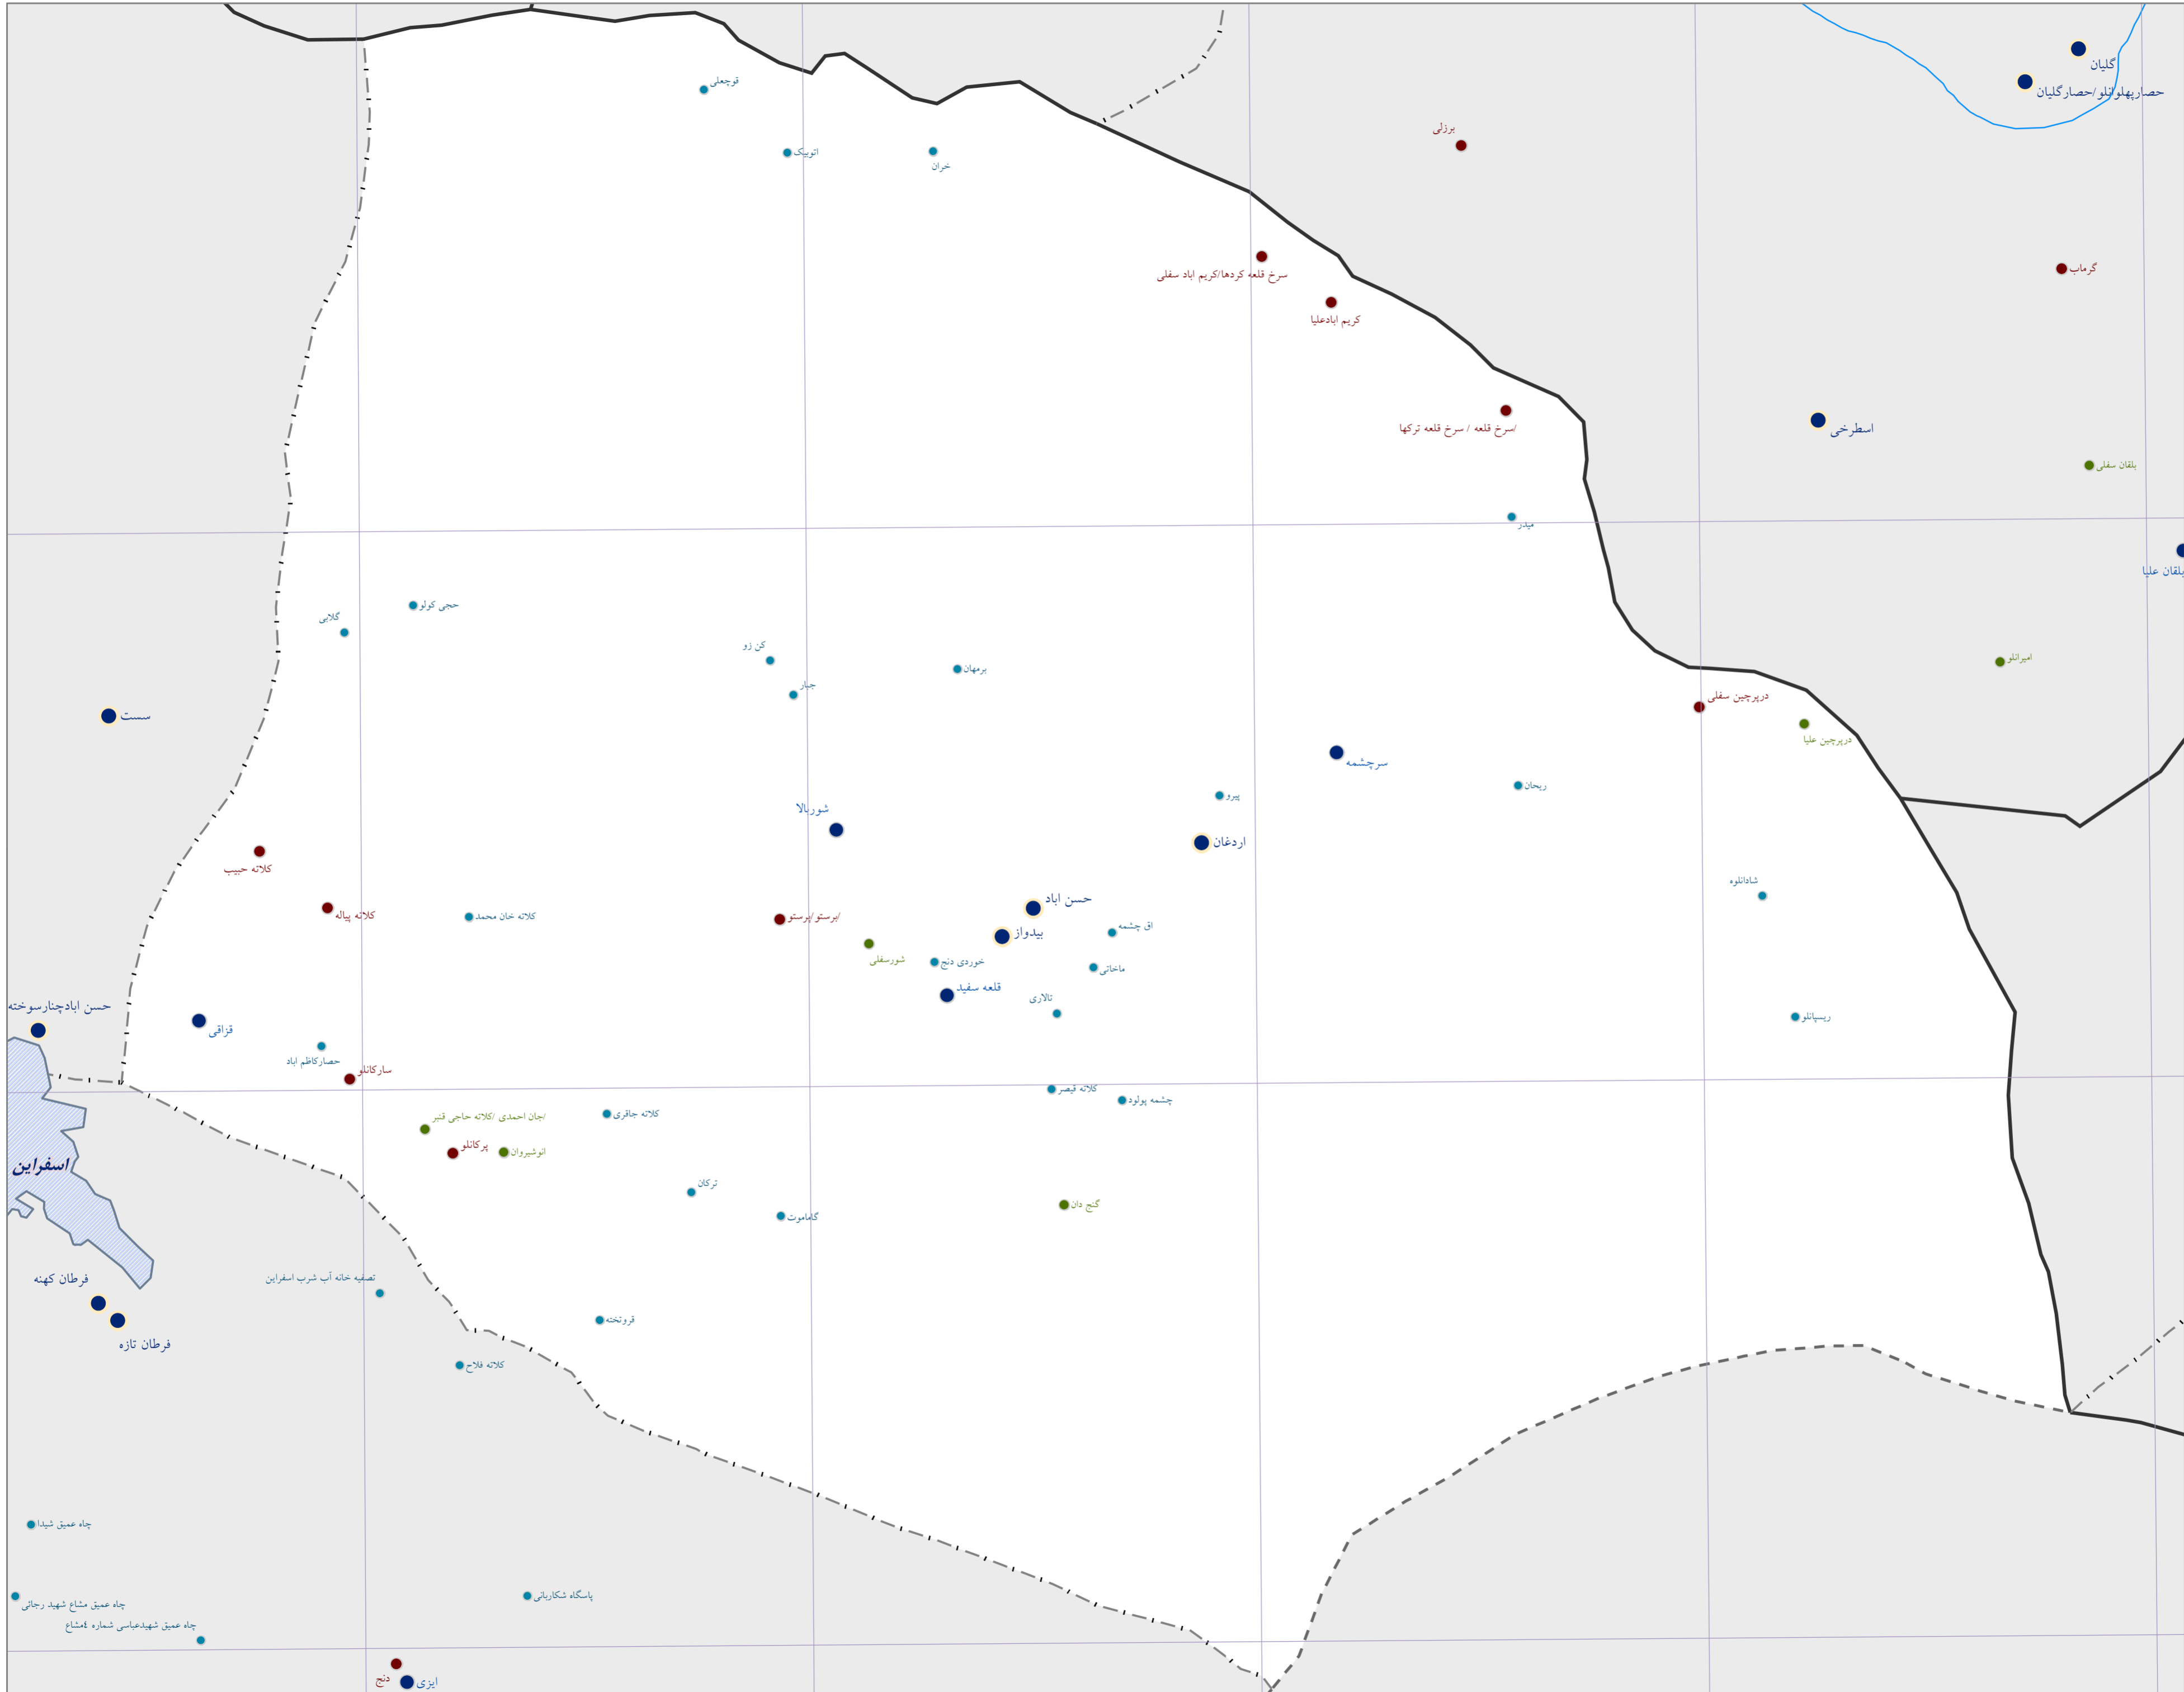 گلیان
قوچعلی
حصارپهلوانلو/حصارگلیان
برزلی
اتوبیک
خران
سرخ قلعه کردها/کریم اباد سفلی
گرماب
کریم ابادعلیا
/سرخ قلعه / سرخ قلعه ترکها
اسطرخی
بلقان سفلی
میدر
بلقان علیا
حجی کولو
گلابی
کن زو
برمهان
امیرانلو
جبار
درپرچین سفلی
سست
درپرچین علیا
سرچشمه
ریحان
پیرو
شوربالا
اردغان
کلاته حبیب
شادانلوه
حسن اباد
کلاته پیاله
کلاته خان محمد
/برستو/پرستو
اق چشمه
بیدواز
شورسفلی
خوردی دنج
ماخاتی
قلعه سفید
تالاری
حسن ابادچنارسوخته
ریسپانلو
قزاقی
حصارکاظم اباد
سارکانلو
کلاته قیصر
چشمه پولود
کلاته جاقری
/جان احمدی /کلاته حاجی قنبر
پرکانلو
انوشیروان
اسفراین
ترکان
گنج دان
گاماموت
فرطان کهنه
تصفیه خانه آب شرب اسفراین
قروتخته
فرطان تازه
کلاته فلاح
چاه عمیق شیدا
پاسگاه شکاربانی
چاه عمیق مشاع شهید رجائی
چاه عمیق شهیدعباسی شماره ٤مشاع
دنج
ایزی